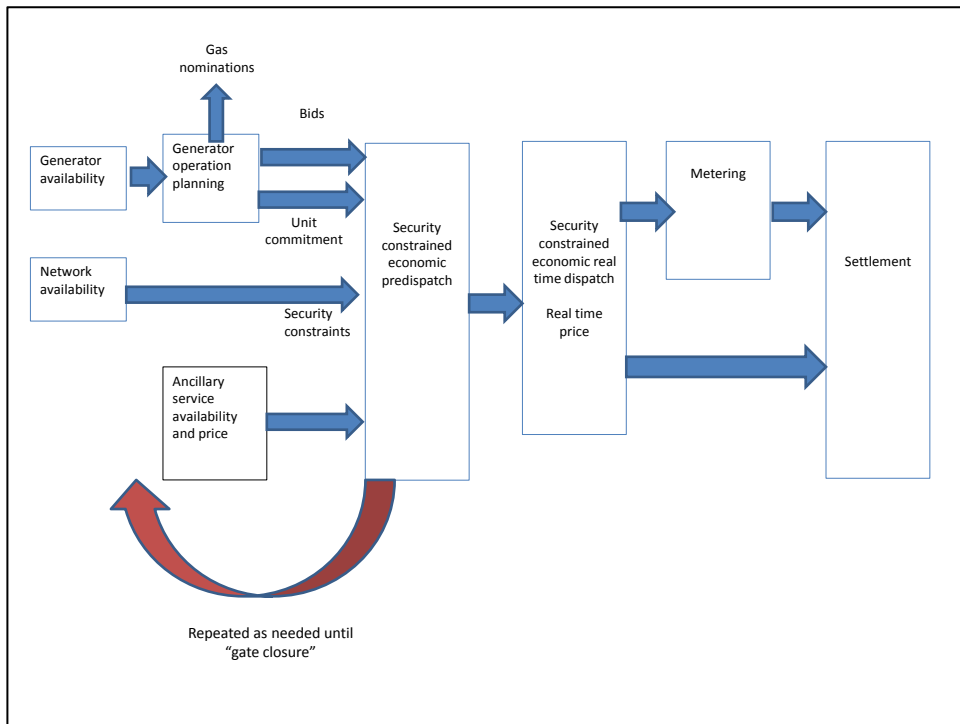 Gas
nominations
Bids
Generator
availability
Generator
operation
planning
Unit
commitment
Network
availability
Security
constraints
Ancillary
service
availability
and price
Security
constrained
economic
predispatch
Security
constrained
economic real
time dispatch
Real time
price
Metering
Settlement
Repeated as needed until
“gate closure”